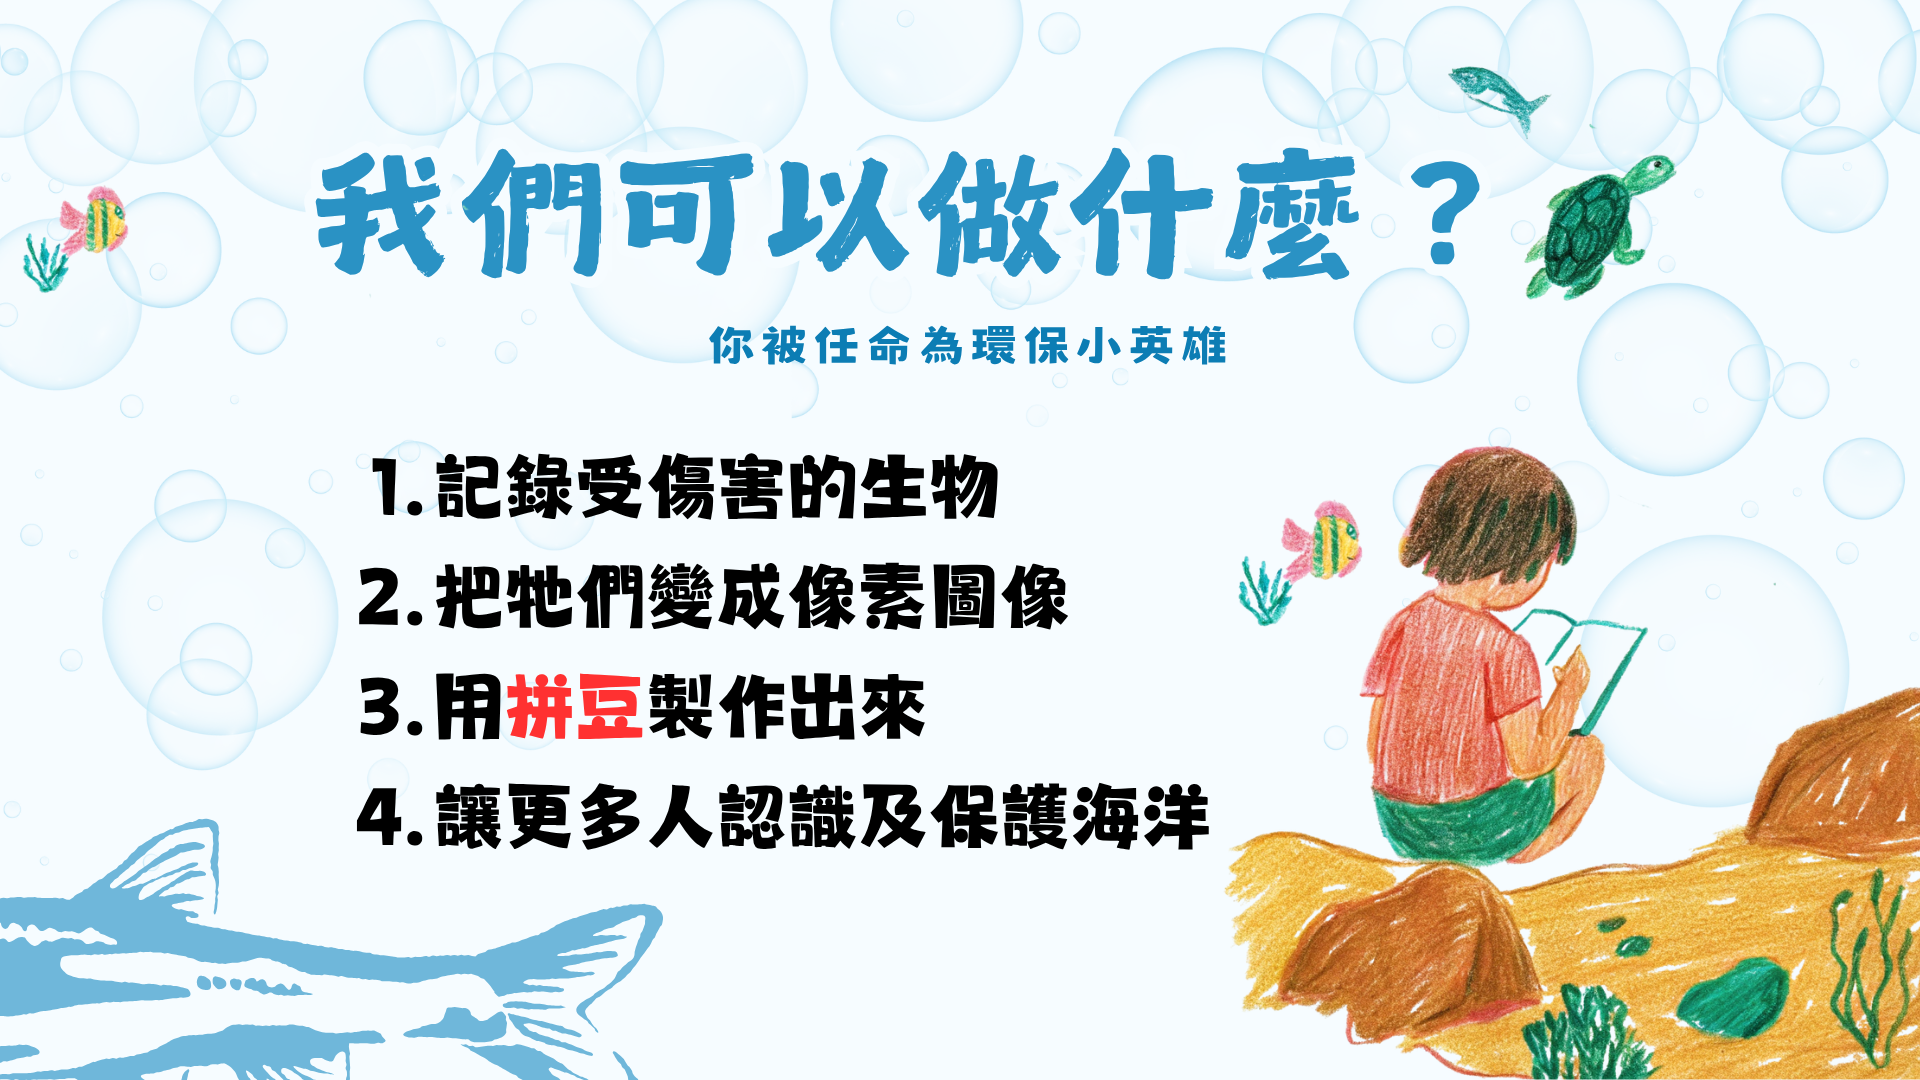 我們可以做什麼？
你被任命為環保小英雄
1. 記錄受傷害的生物
2. 把牠們變成像素圖像
3. 用拼豆製作出來
4. 讓更多人認識及保護海洋